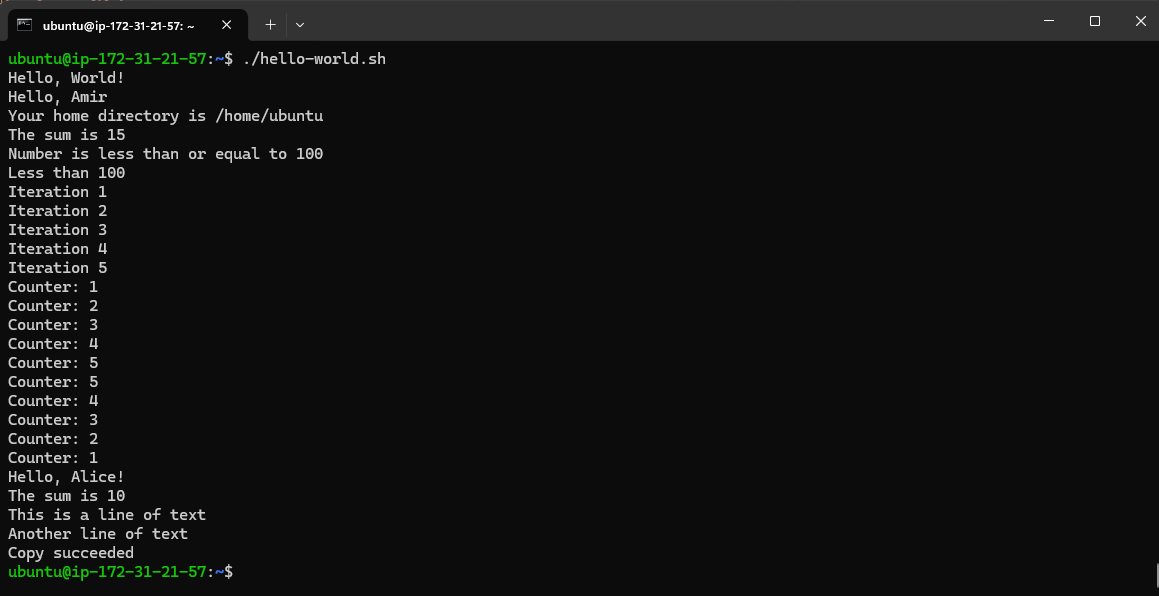 ubuntu@ip-172-31-21-57: ~
ubuntu@ip-172-31-21-57:~$ ./hello-world.sh
Hello, World!
Hello, Amir
Your home directory is /home/ubuntu
The sum is 15
Number is less than or equal to 100
Less than 100
Iteration 1
Iteration 2
Iteration 3
Iteration 4
Iteration 5
Counter: 1
Counter: 2
Counter: 3
Counter: 4
Counter: 5
Counter: 5
Counter: 4
Counter: 3
Counter: 2
Counter: 1
Hello, Alice!
The sum is 10
This is a line of text
Another line of text
Copy succeeded
ubuntu@ip-172-31-21-57:~$